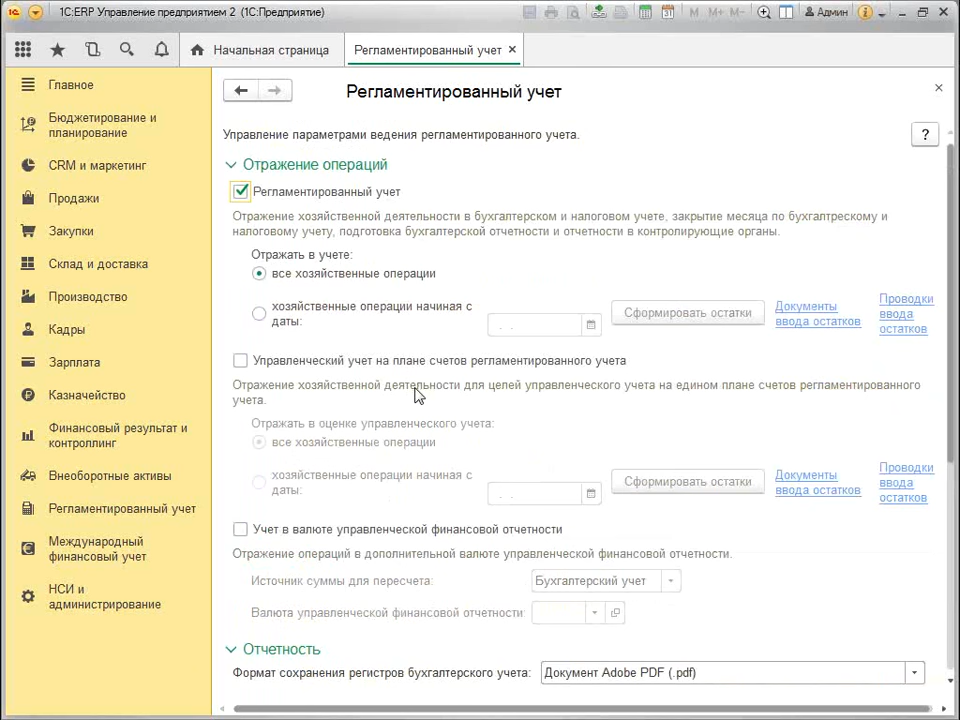 1С:ERP Управление предприятием 2 (1С:Предприятие)
M M+ M-
Админ
Начальная страница
Регламентированный учет ×
Главное
Бюджетирование и
планирование
CRM и маркетинг
Продажи
Закупки
Склад и доставка
Производство
Кадры
Зарплата
Казначейство
Финансовый результат и
контроллинг
Внеоборотные активы
Регламентированный учет
Международный
финансовый учет
НСИ и
администрирование
Регламентированный учет
Управление параметрами ведения регламентированного учета.
?
Отражение операций
Регламентированный учет
Отражение хозяйственной деятельности в бухгалтерском и налоговом учете, закрытие месяца по бухгалтрескому и
налоговому учету, подготовка бухгалтерской отчетности и отчетности в контролирующие органы.
Отражать в учете:
все хозяйственные операции
хозяйственные операции начиная с
даты:
. .
Сформировать остатки
Документы
ввода остатков
Проводки
ввода
остатков
Управленческий учет на плане счетов регламентированного учета
Отражение хозяйственной деятельности для целей управленческого учета на едином плане счетов регламентированного
учета.
Отражать в оценке управленческого учета:
все хозяйственные операции
хозяйственные операции начиная с
даты:
. .
Сформировать остатки
Документы
ввода остатков
Проводки
ввода
остатков
Учет в валюте управленческой финансовой отчетности
Отражение операций в дополнительной валюте управленческой финансовой отчетности.
Источник суммы для пересчета:
Бухгалтерский учет
Валюта управленческой финансовой отчетности:
Отчетность
Формат сохранения регистров бухгалтерского учета:
Документ Adobe PDF (.pdf)